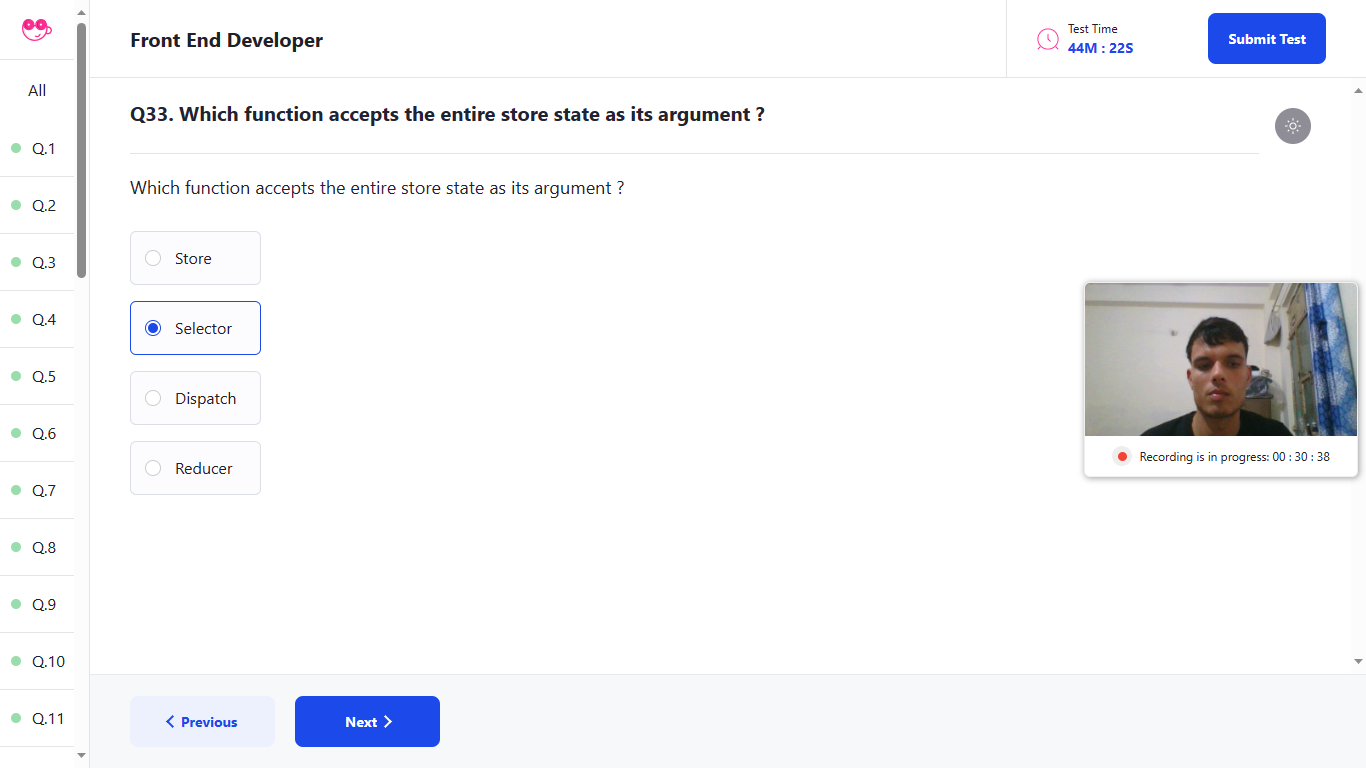 Front End Developer
Test Time
44M : 22S
Submit Test
All
Q.1
Q.2
Q.3
Q.4
Q.5
Q.6
Q.7
Q.8
Q.9
Q.10
Q.11
Q33. Which function accepts the entire store state as its argument ?
Which function accepts the entire store state as its argument ?
Store
Selector
Dispatch
Reducer
Recording is in progress: 00 : 30 : 38
Previous
Next